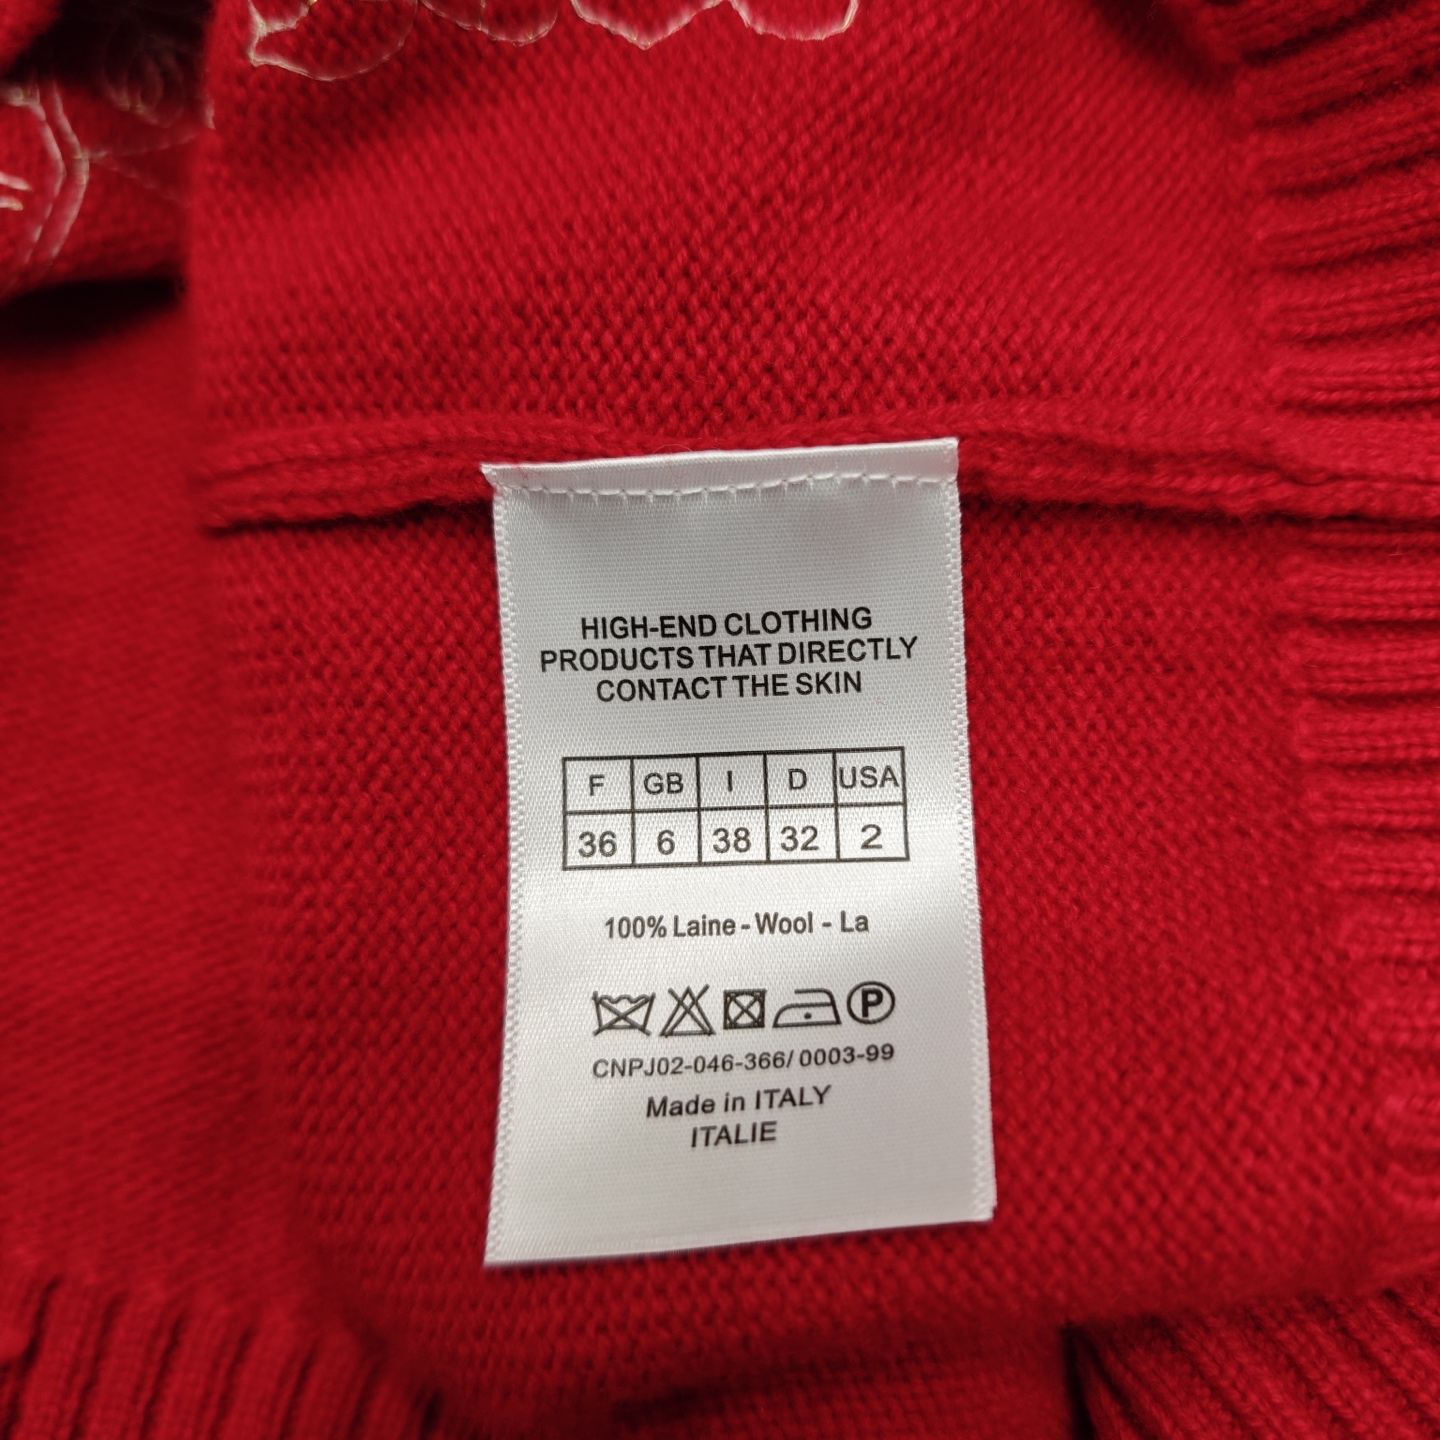 HIGH-END CLOTHING
PRODUCTS THAT DIRECTLY
CONTACT THE SKIN
F GB I D USA
36 6 38 32 2
100% Laine - Wool - La
P
CNPJ02-046-366/ 0003-99
Made in ITALY
ITALIE